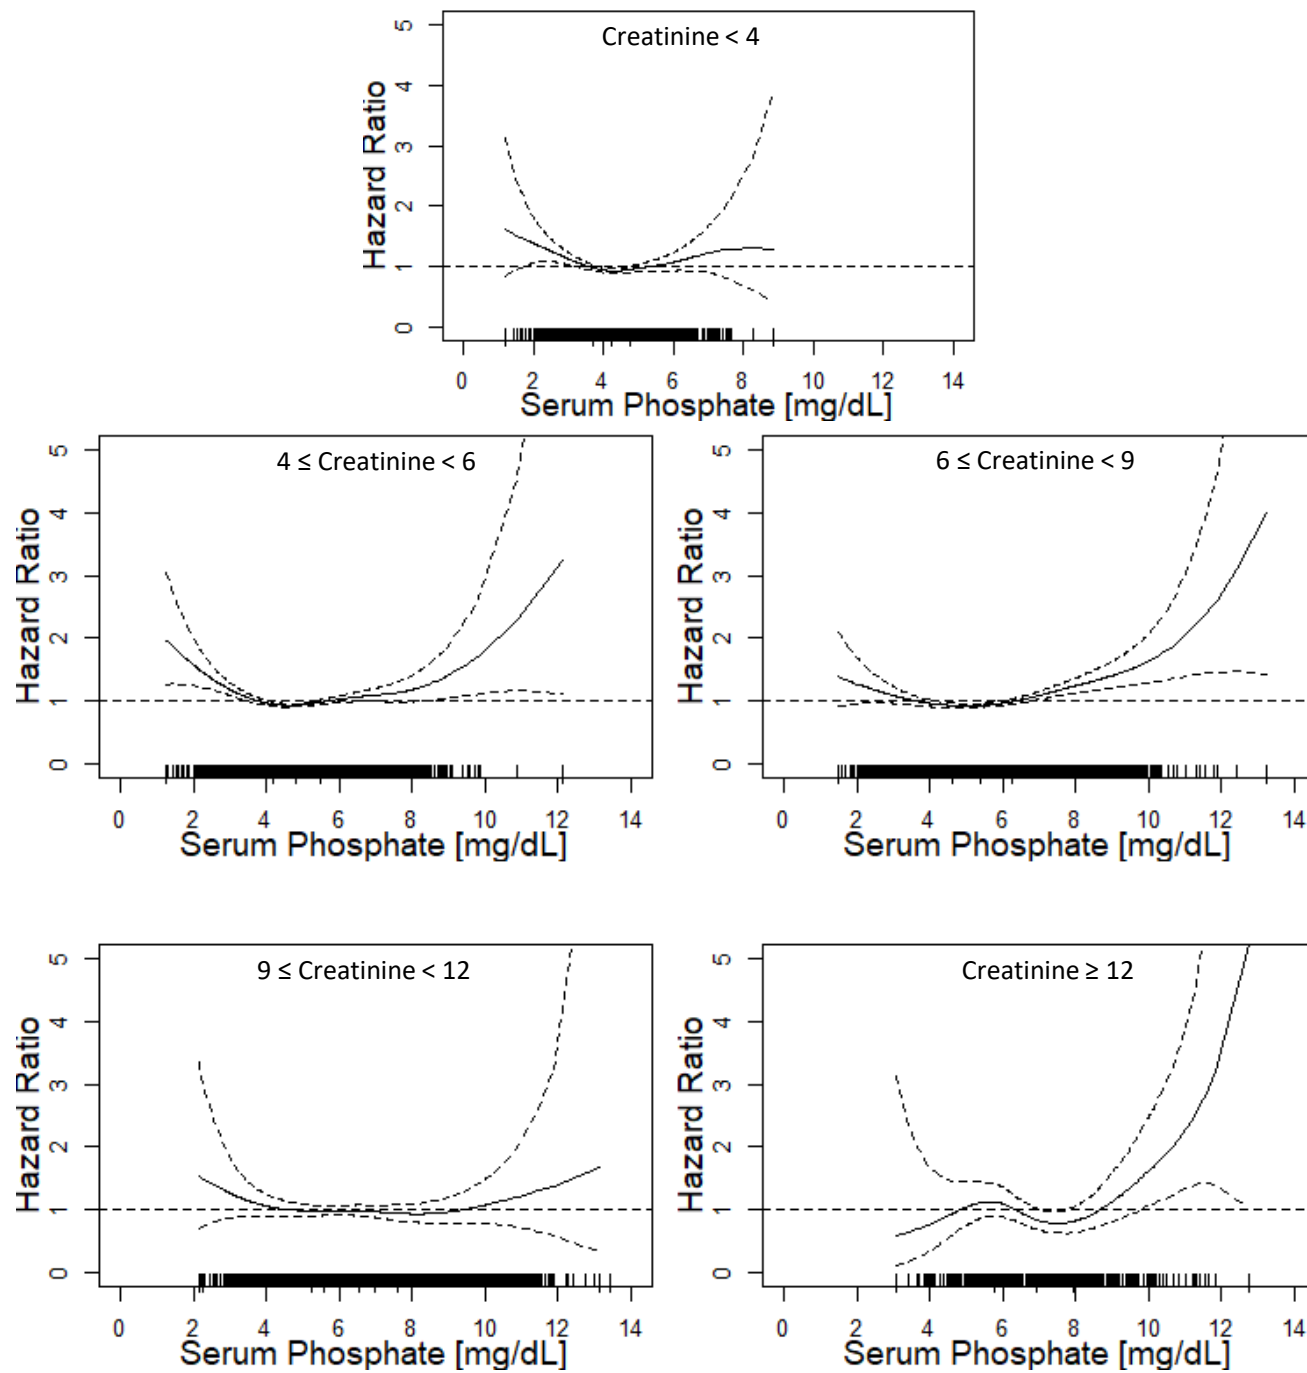 Creatinine < 4
Hazard Ratio
5
4
3
2
1
0
0 2 4 6 8 10 12 14
Serum Phosphate [mg/dL]
4 ≤ Creatinine < 6
Hazard Ratio
5
4
3
2
1
0
0 2 4 6 8 10 12 14
Serum Phosphate [mg/dL]
6 ≤ Creatinine < 9
Hazard Ratio
5
4
3
2
1
0
0 2 4 6 8 10 12 14
Serum Phosphate [mg/dL]
9 ≤ Creatinine < 12
Hazard Ratio
5
4
3
2
1
0
0 2 4 6 8 10 12 14
Serum Phosphate [mg/dL]
Creatinine ≥ 12
Hazard Ratio
5
4
3
2
1
0
0 2 4 6 8 10 12 14
Serum Phosphate [mg/dL]